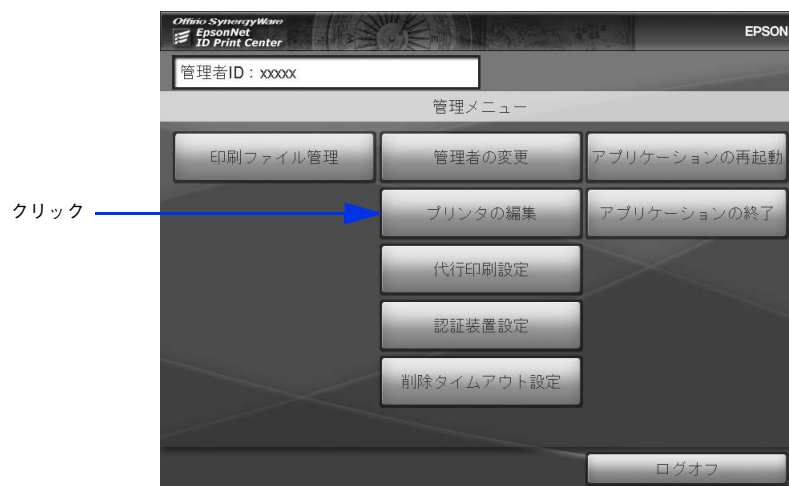 Offirio SynergyWare
EpsonNet
ID Print Center
EPSON
管理者ID：xxxxx
管理メニュー
印刷ファイル管理
管理者の変更
アプリケーションの再起動
クリック
プリンタの編集
アプリケーションの終了
代行印刷設定
認証装置設定
削除タイムアウト設定
ログオフ